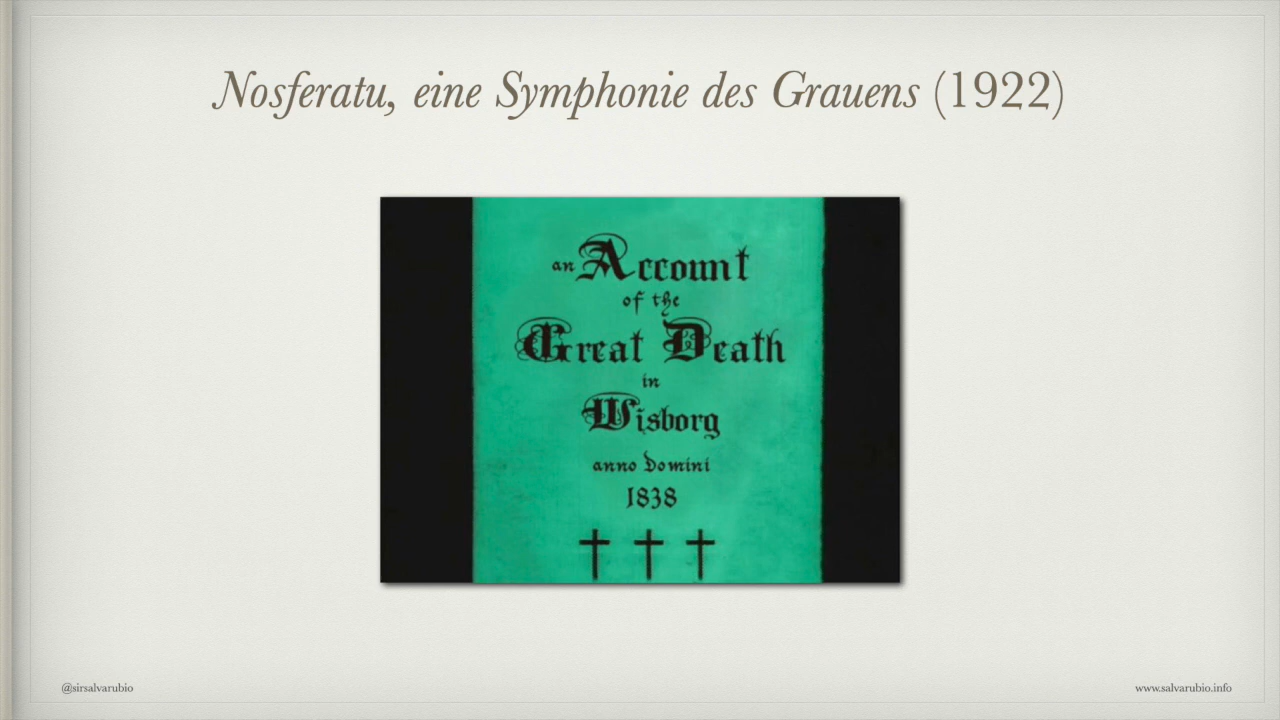 Nosferatu, eine Symphonie des Grauens (1922)
an Account
of the
Great Death
in
Wisborg
anno Domini
1838
@sirsalvarubio
www.salvarubio.info